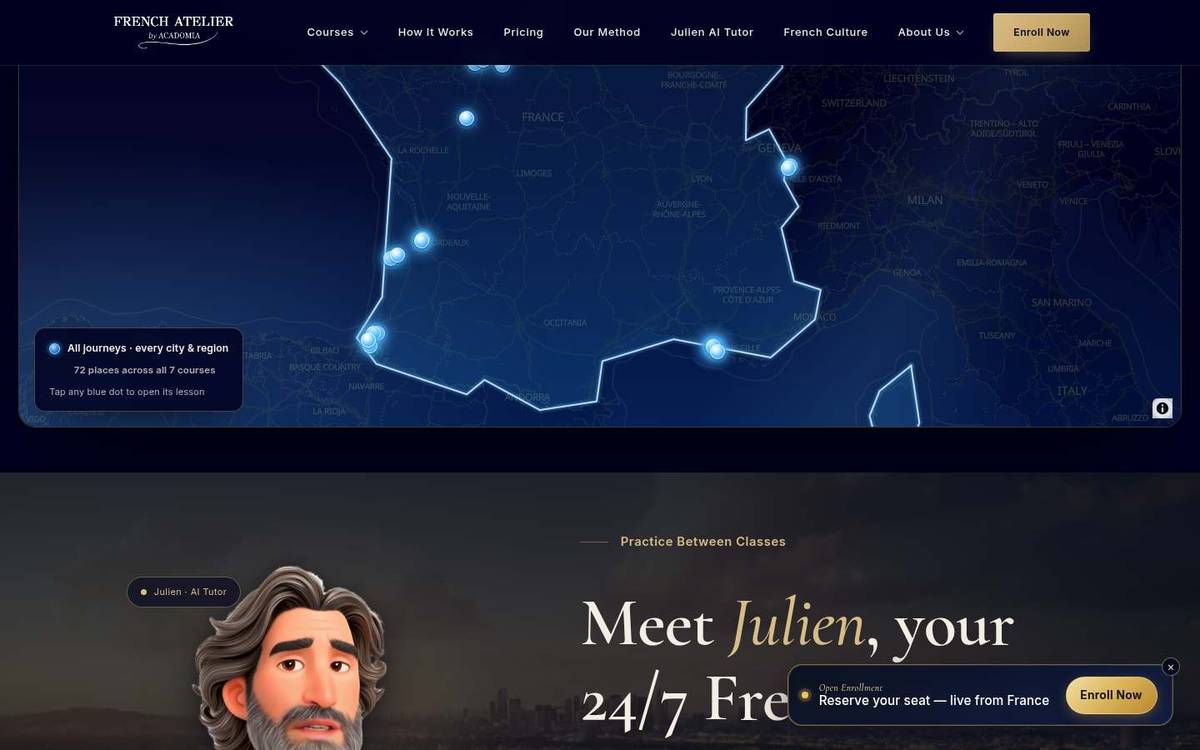 FRENCH ATELIER
by ACADOMIA
Courses
How It Works
Pricing
Our Method
Julien AI Tutor
French Culture
About Us
Enroll Now
BOURGOGNE-
FRANCHE-COMTÉ
LIECHTENSTEIN
TYROL
SWITZERLAND
CARINTHIA
FRANCE
TRENTINO – ALTO
ADIGE/SÜDTIROL
FRIULI – VENEZIA
GIULIA
GENEVA
LA ROCHELLE
LIMOGES
LYON
VENETO
VENICE
NOUVELLE-
AQUITAINE
AUVERGNE-
RHÔNE-ALPES
MILAN
PIEDMONT
EMILIA-ROMAGNA
GENOA
PROVENCE-ALPES-
CÔTE D'AZUR
SAN MARINO
MONACO
OCCITANIA
TUSCANY
MARCHE
BILBAO
BASQUE COUNTRY
UMBRIA
NAVARRE
ANDORRA
ITALY
LA RIOJA
ABRUZZO
All journeys · every city & region
72 places across all 7 courses
Tap any blue dot to open its lesson
Practice Between Classes
Julien · AI Tutor
Meet Julien, your
24/7 Fre
Open Enrollment
Reserve your seat — live from France
Enroll Now